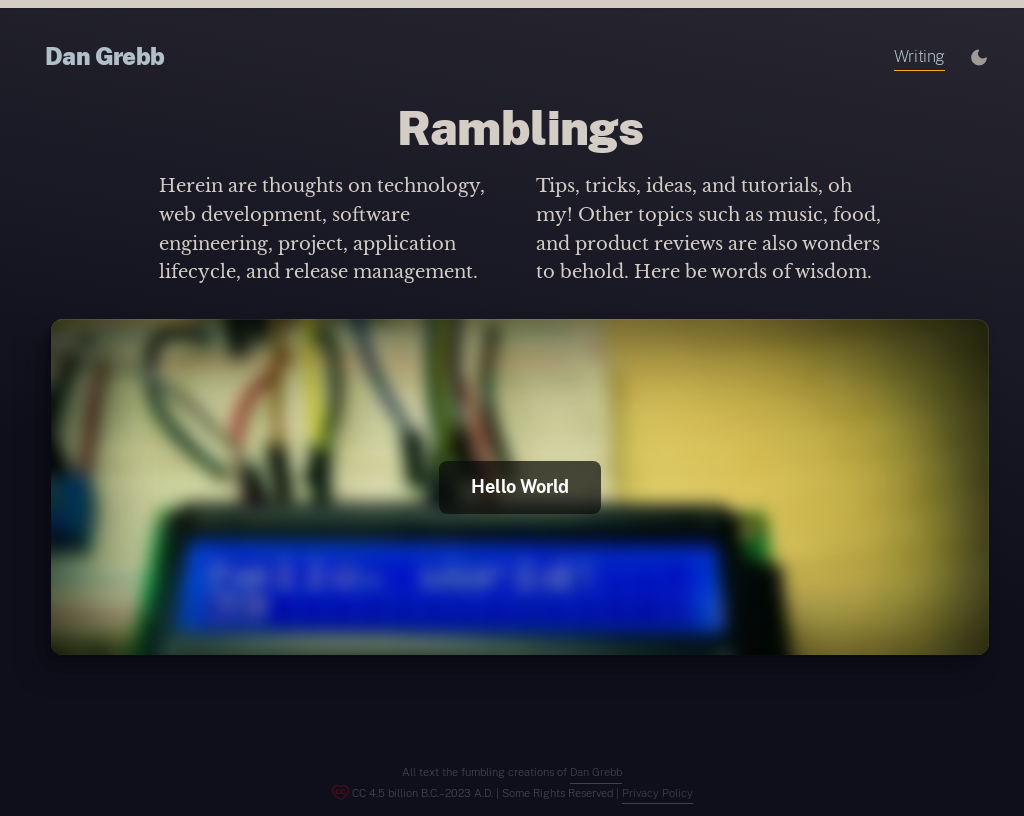 Dan Grebb
Writing
Ramblings
Herein are thoughts on technology,
web development, software
engineering, project, application
lifecycle, and release management.
Tips, tricks, ideas, and tutorials, oh
my! Other topics such as music, food,
and product reviews are also wonders
to behold. Here be words of wisdom.
Hello World
hello, world!
All text the fumbling creations of Dan Grebb
CC 4.5 billion B.C.–2023 A.D. | Some Rights Reserved | Privacy Policy